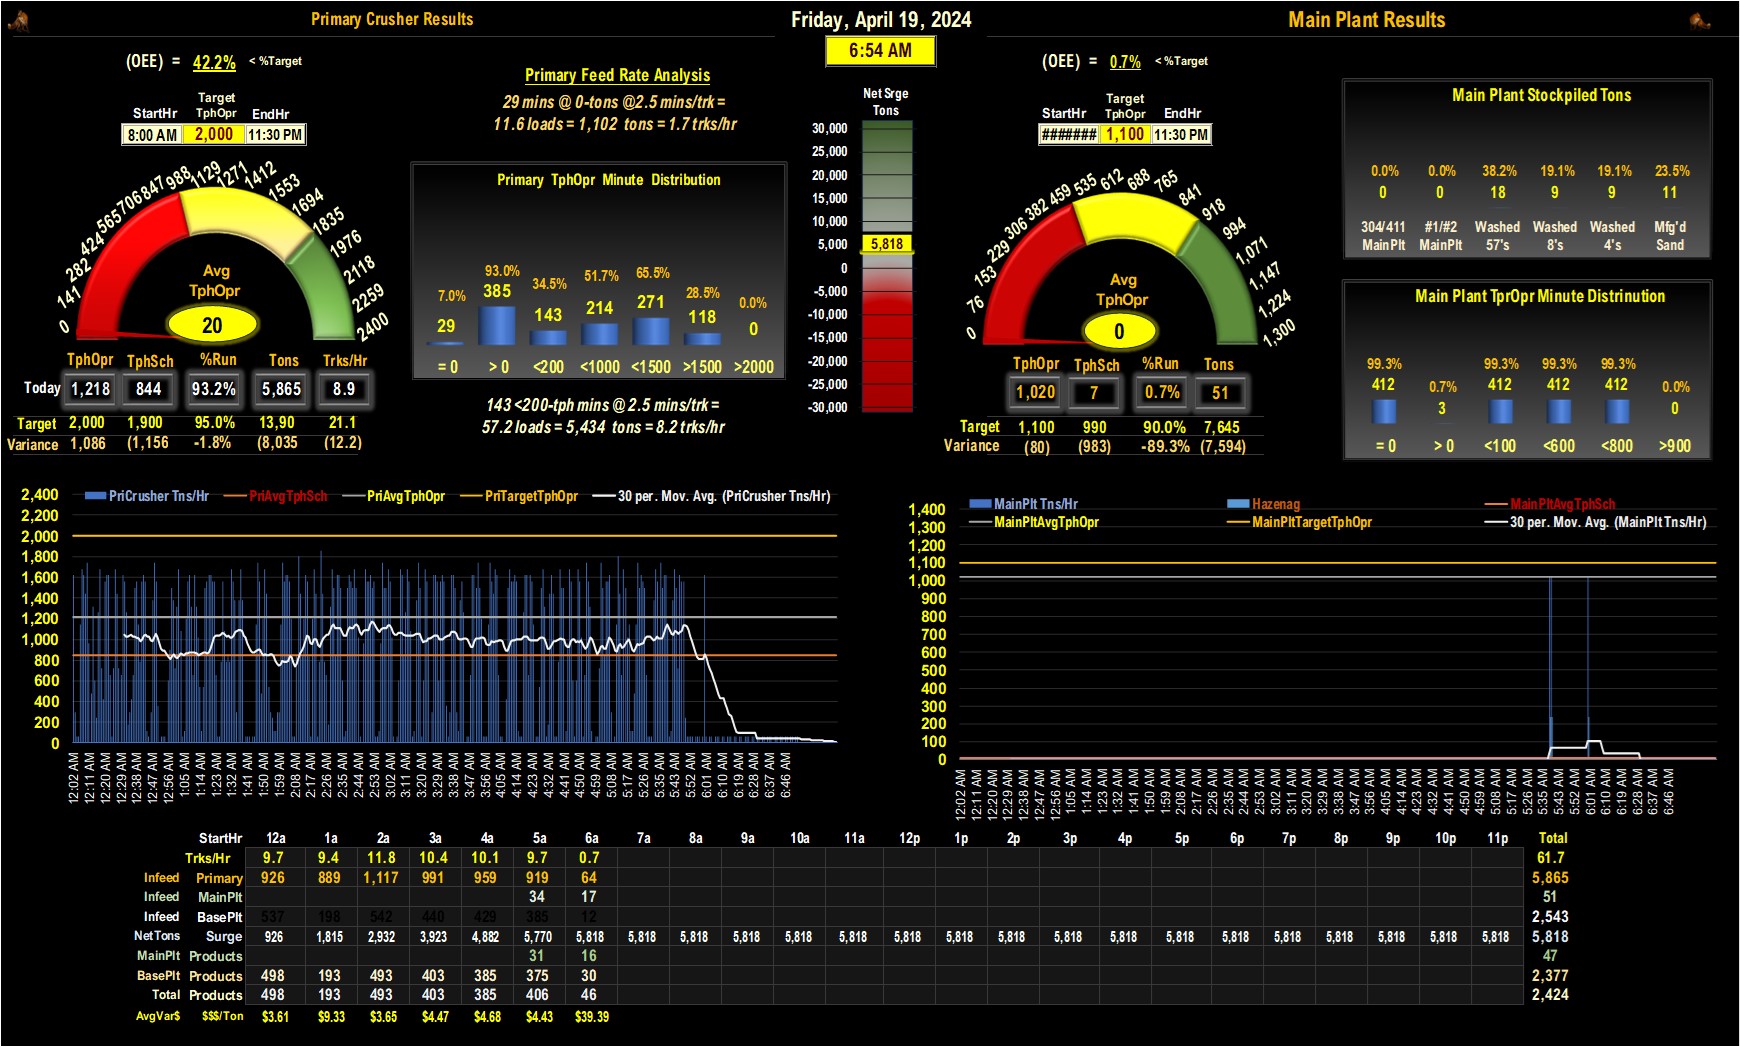 Primary Crusher Results
Friday, April 19, 2024
Main Plant Results
6:54 AM
(OEE) = 42.2% < %Target
StartHr Target TphOpr EndHr
8:00 AM 2,000 11:30 PM
0 141 282 424 565 706 847 988 1129 1271 1412 1553 1694 1835 1976 2118 2259 2400
Avg
TphOpr
20
TphOpr TphSch %Run Tons Trks/Hr
Today 1,218 844 93.2% 5,865 8.9
Target 2,000 1,900 95.0% 13,90 21.1
Variance 1,086 (1,156 -1.8% (8,035 (12.2)
Primary Feed Rate Analysis
29 mins @ 0-tons @2.5 mins/trk =
11.6 loads = 1,102 tons = 1.7 trks/hr
Primary TphOpr Minute Distribution
7.0% 93.0% 34.5% 51.7% 65.5% 28.5% 0.0%
29 385 143 214 271 118 0
= 0 > 0 <200 <1000 <1500 >1500 >2000
143 <200-tph mins @ 2.5 mins/trk =
57.2 loads = 5,434 tons = 8.2 trks/hr
Net Srge
Tons
30,000
25,000
20,000
15,000
10,000
5,000
5,818
0
-5,000
-10,000
-15,000
-20,000
-25,000
-30,000
(OEE) = 0.7% < %Target
StartHr Target TphOpr EndHr
####### 1,100 11:30 PM
0 76 153 229 306 382 459 535 612 688 765 841 918 994 1,071 1,147 1,224 1,300
Avg
TphOpr
0
TphOpr TphSch %Run Tons
1,020 7 0.7% 51
Target 1,100 990 90.0% 7,645
Variance (80) (983) -89.3% (7,594)
Main Plant Stockpiled Tons
0.0% 0.0% 38.2% 19.1% 19.1% 23.5%
0 0 18 9 9 11
304/411 #1/#2 Washed Washed Washed Mfg'd
MainPlt MainPlt 57's 8's 4's Sand
Main Plant TprOpr Minute Distrinution
99.3% 0.7% 99.3% 99.3% 99.3% 0.0%
412 3 412 412 412 0
= 0 > 0 <100 <600 <800 >900
PriCrusher Tns/Hr PriAvgTphSch PriAvgTphOpr PriTargetTphOpr 30 per. Mov. Avg. (PriCrusher Tns/Hr)
2,400
2,200
2,000
1,800
1,600
1,400
1,200
1,000
800
600
400
200
0
12:02 AM 12:11 AM 12:20 AM 12:29 AM 12:38 AM 12:47 AM 12:56 AM 1:05 AM 1:14 AM 1:23 AM 1:32 AM 1:41 AM 1:50 AM 1:59 AM 2:08 AM 2:17 AM 2:26 AM 2:35 AM 2:44 AM 2:53 AM 3:02 AM 3:11 AM 3:20 AM 3:29 AM 3:38 AM 3:47 AM 3:56 AM 4:05 AM 4:14 AM 4:23 AM 4:32 AM 4:41 AM 4:50 AM 4:59 AM 5:08 AM 5:17 AM 5:26 AM 5:35 AM 5:43 AM 5:52 AM 6:01 AM 6:10 AM 6:19 AM 6:28 AM 6:37 AM 6:46 AM
MainPlt Tns/Hr Hazenag MainPltAvgTphSch
MainPltAvgTphOpr MainPltTargetTphOpr 30 per. Mov. Avg. (MainPlt Tns/Hr)
1,400
1,300
1,200
1,100
1,000
900
800
700
600
500
400
300
200
100
0
12:02 AM 12:11 AM 12:20 AM 12:29 AM 12:38 AM 12:47 AM 12:56 AM 1:05 AM 1:14 AM 1:23 AM 1:32 AM 1:41 AM 1:50 AM 1:59 AM 2:08 AM 2:17 AM 2:26 AM 2:35 AM 2:44 AM 2:53 AM 3:02 AM 3:11 AM 3:20 AM 3:29 AM 3:38 AM 3:47 AM 3:56 AM 4:05 AM 4:14 AM 4:23 AM 4:32 AM 4:41 AM 4:50 AM 4:59 AM 5:08 AM 5:17 AM 5:26 AM 5:35 AM 5:43 AM 5:52 AM 6:01 AM 6:10 AM 6:19 AM 6:28 AM 6:37 AM 6:46 AM
StartHr 12a 1a 2a 3a 4a 5a 6a 7a 8a 9a 10a 11a 12p 1p 2p 3p 4p 5p 6p 7p 8p 9p 10p 11p Total
Trks/Hr 9.7 9.4 11.8 10.4 10.1 9.7 0.7 61.7
Infeed Primary 926 889 1,117 991 959 919 64 5,865
Infeed MainPlt 34 17 51
Infeed BasePlt 537 198 542 440 429 385 12 2,543
NetTons Surge 926 1,815 2,932 3,923 4,882 5,770 5,818 5,818 5,818 5,818 5,818 5,818 5,818 5,818 5,818 5,818 5,818 5,818 5,818 5,818 5,818 5,818 5,818 5,818 5,818
MainPlt Products 31 16 47
BasePlt Products 498 193 493 403 385 375 30 2,377
Total Products 498 193 493 403 385 406 46 2,424
AvgVar$ $$$/Ton $3.61 $9.33 $3.65 $4.47 $4.68 $4.43 $39.39